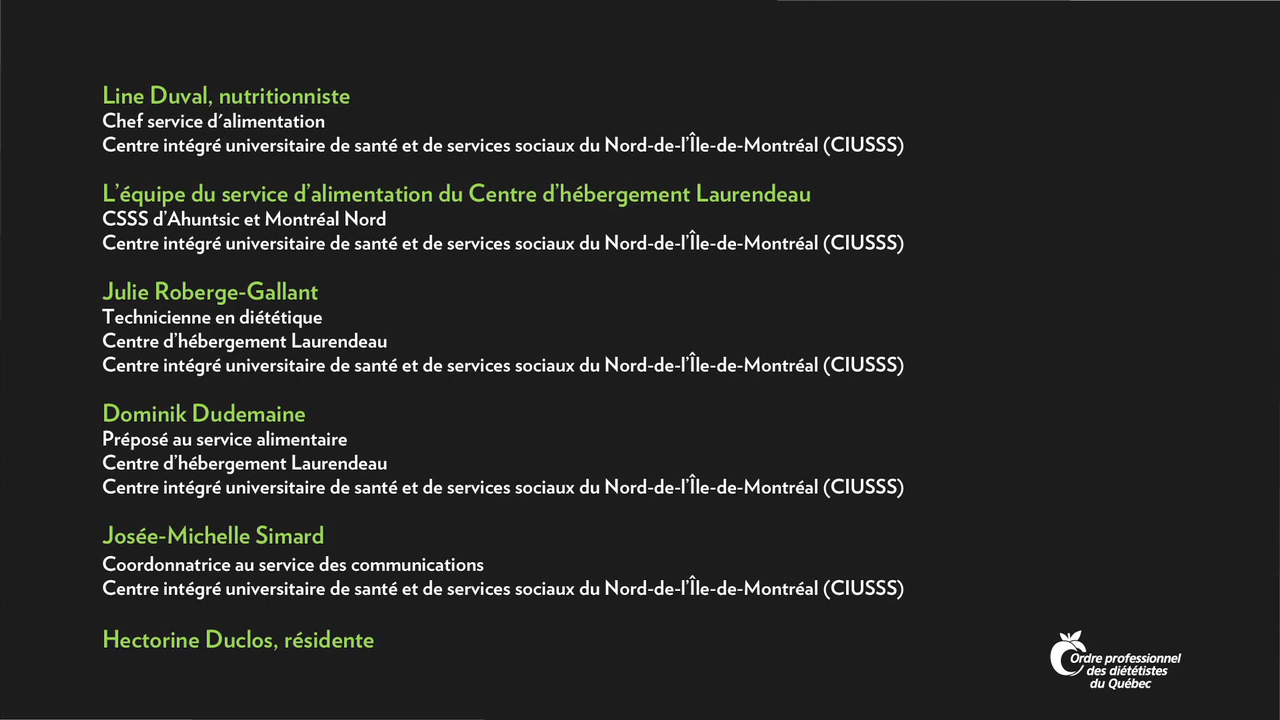 Line Duval, nutritionniste
Chef service d'alimentation
Centre intégré universitaire de santé et de services sociaux du Nord-de-l'Île-de-Montréal (CIUSSS)
L'équipe du service d'alimentation du Centre d'hébergement Laurendeau
CSSS d'Ahuntsic et Montréal Nord
Centre intégré universitaire de santé et de services sociaux du Nord-de-l'Île-de-Montréal (CIUSSS)
Julie Roberge-Gallant
Technicienne en diététique
Centre d'hébergement Laurendeau
Centre intégré universitaire de santé et de services sociaux du Nord-de-l'Île-de-Montréal (CIUSSS)
Dominik Dudemaine
Préposé au service alimentaire
Centre d'hébergement Laurendeau
Centre intégré universitaire de santé et de services sociaux du Nord-de-l'Île-de-Montréal (CIUSSS)
Josée-Michelle Simard
Coordonnatrice au service des communications
Centre intégré universitaire de santé et de services sociaux du Nord-de-l'Île-de-Montréal (CIUSSS)
Hectorine Duclos, résidente
Ordre professionnel
des diététistes
du Québec